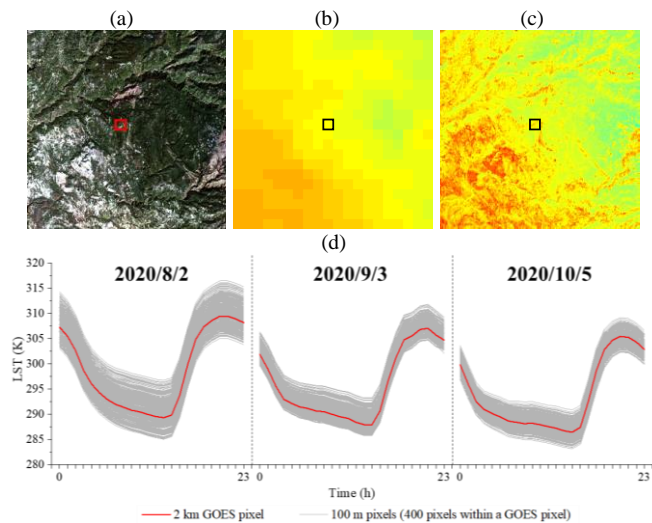 (a) (b) (c)
(d)
2020/8/2 2020/9/3 2020/10/5
LST (K)
320
315
310
305
300
295
290
285
280
0 23 0 23 0 23
Time (h)
2 km GOES pixel 100 m pixels (400 pixels within a GOES pixel)